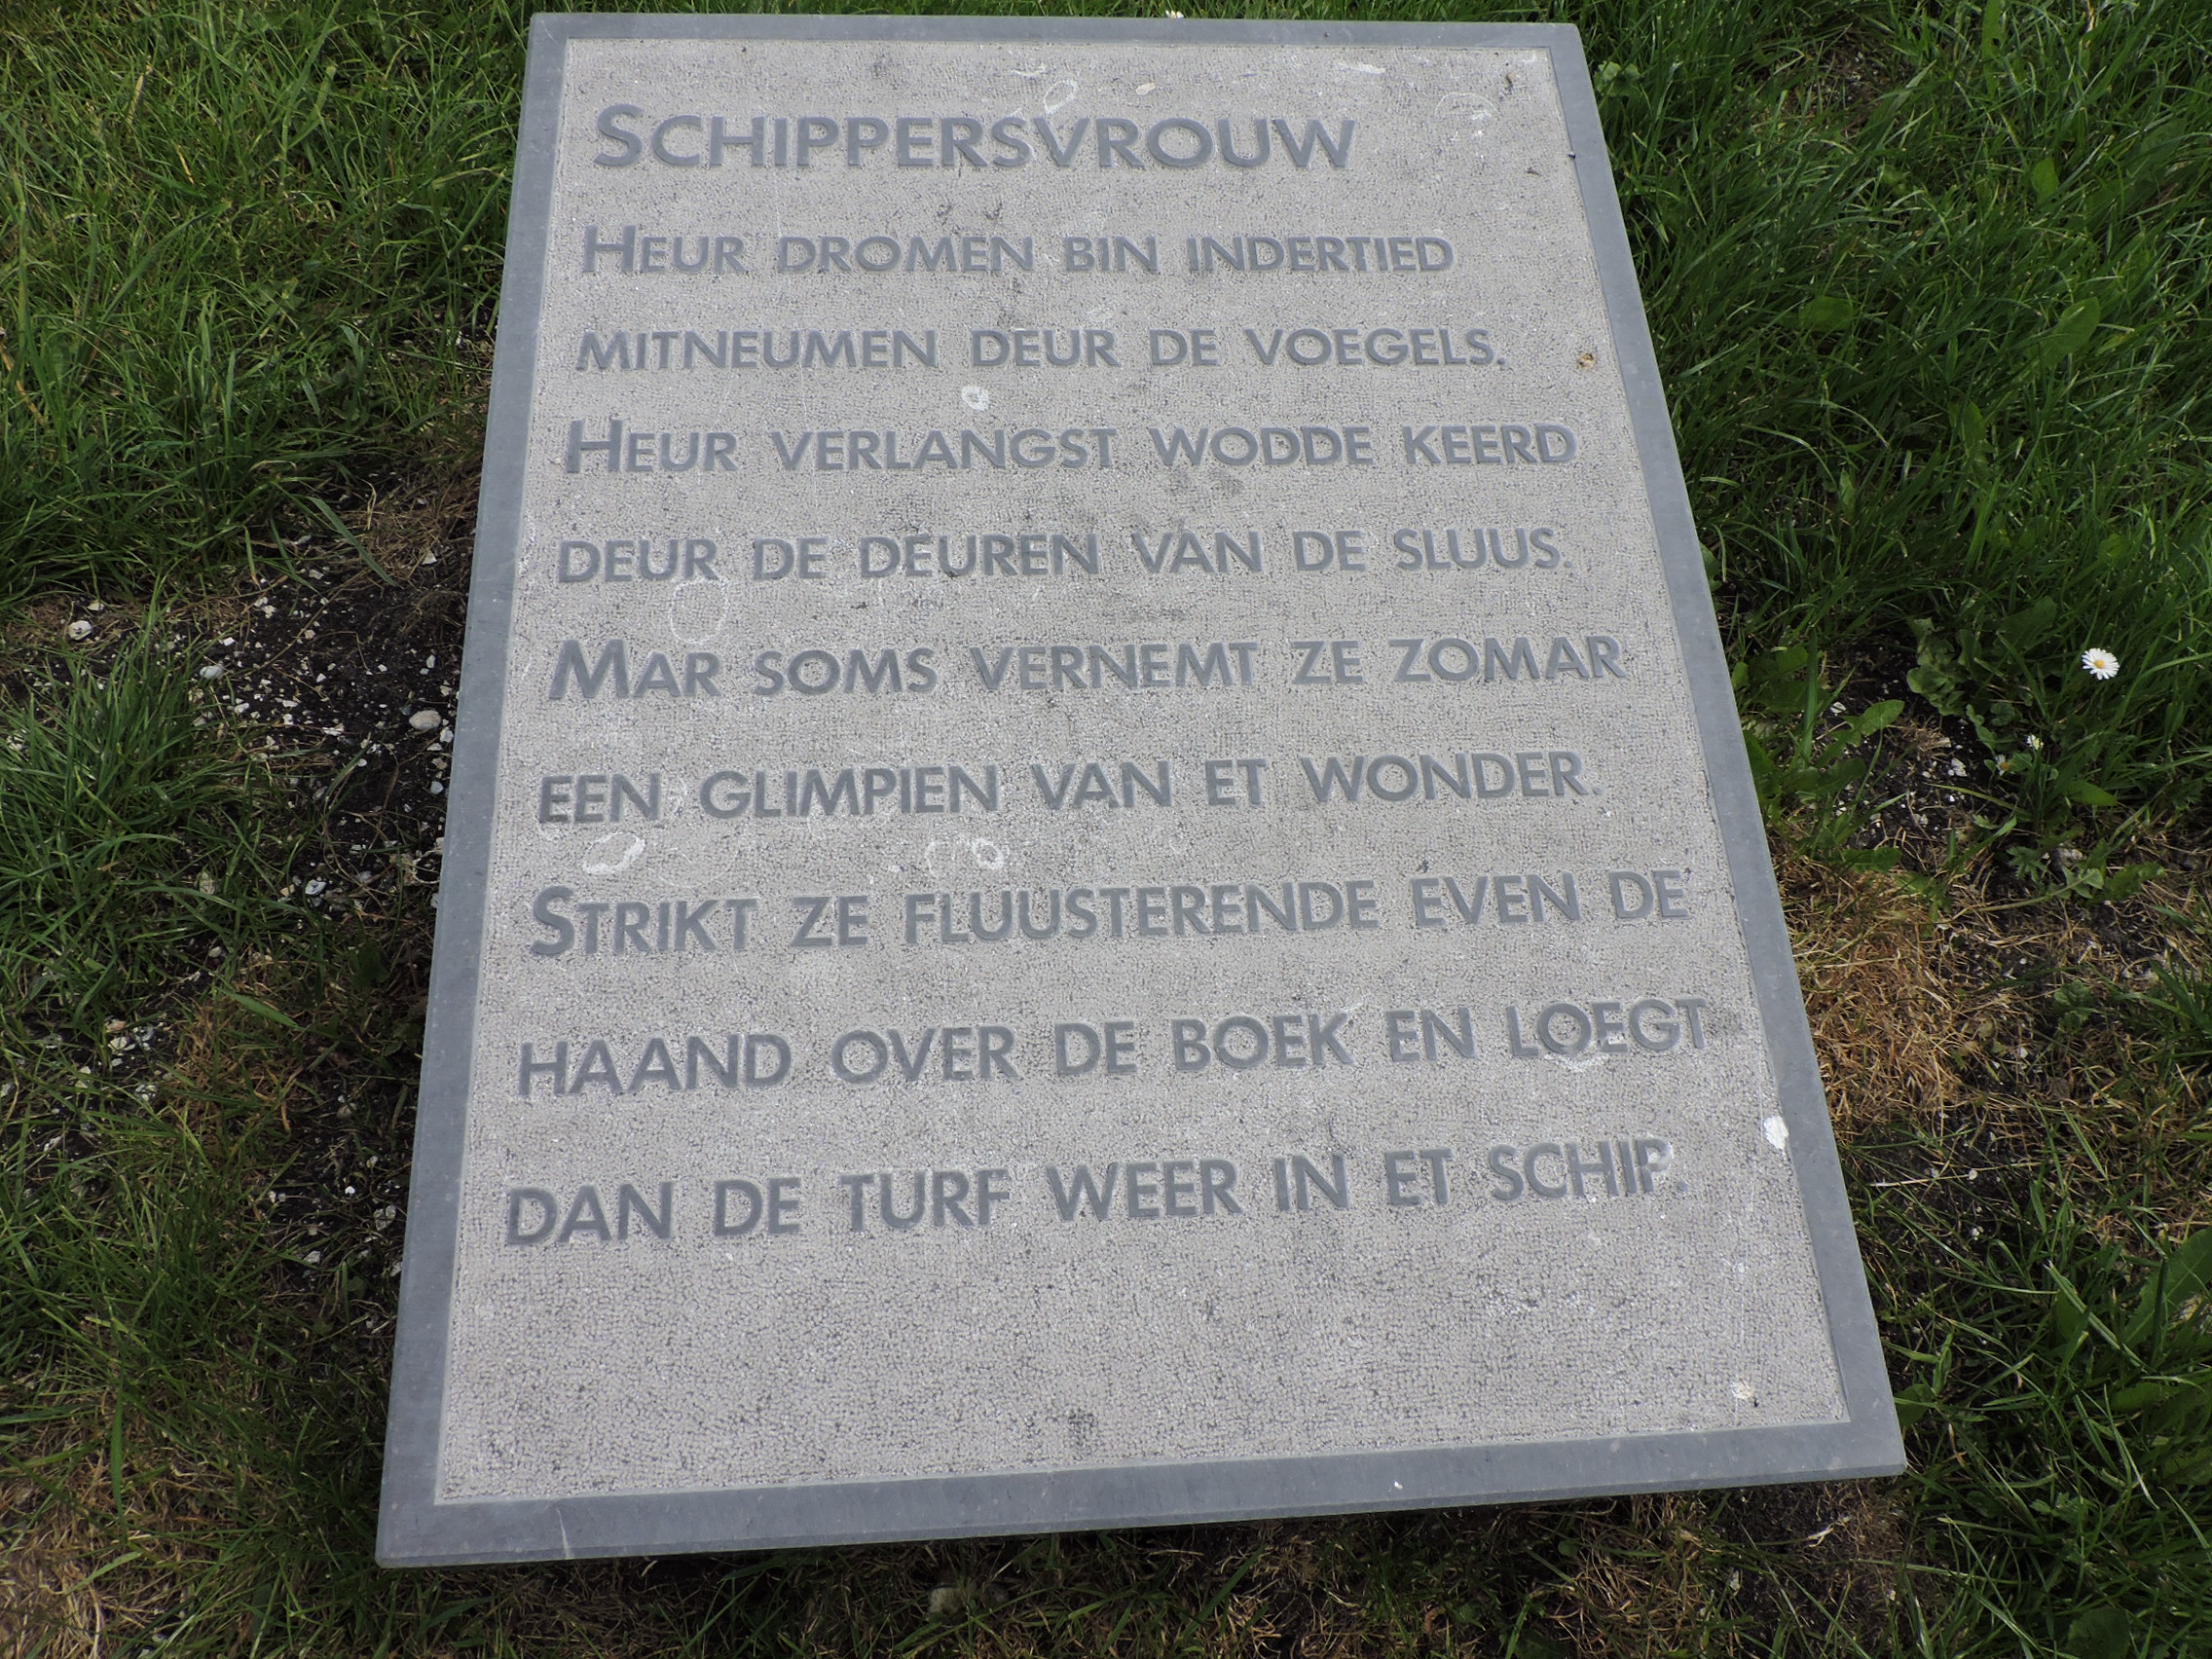 SCHIPPERSVROUW
HEUR DROMEN BIN INDERTIED
MITNEUMEN DEUR DE VOEGELS.
HEUR VERLANGST WODDE KEERD
DEUR DE DEUREN VAN DE SLUUS.
MAR SOMS VERNEMT ZE ZOMAR
EEN GLIMPIEN VAN ET WONDER.
STRIKT ZE FLUUSTERENDE EVEN DE
HAAND OVER DE BOEK EN LOEGT
DAN DE TURF WEER IN ET SCHIP.